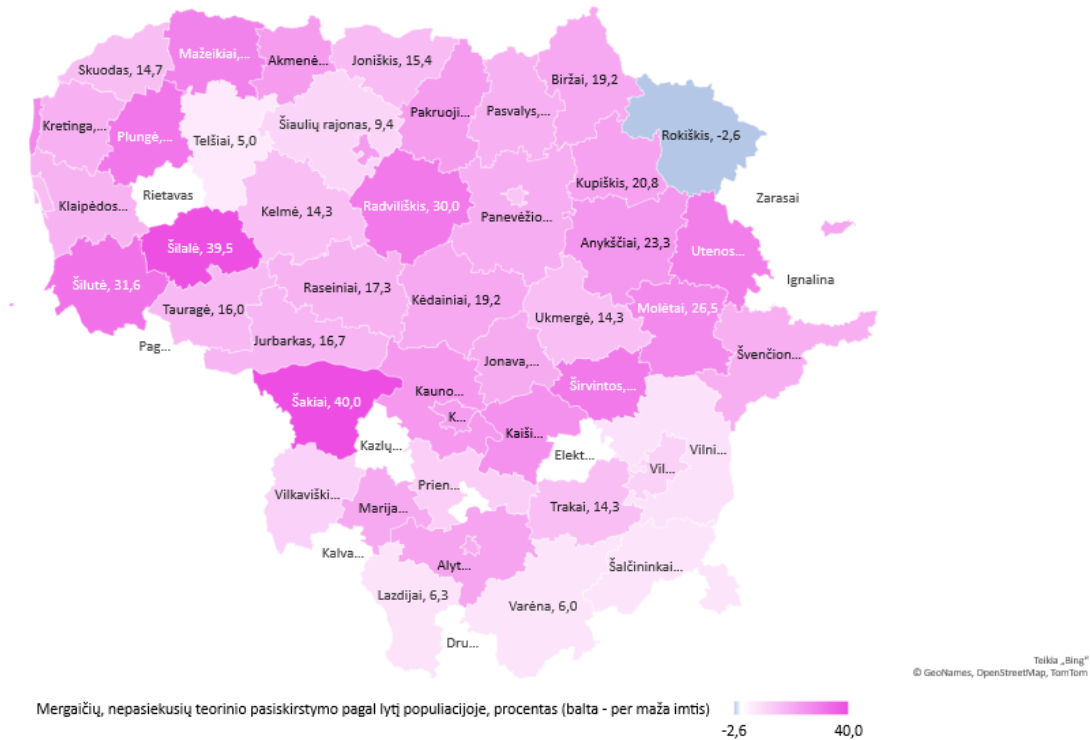 Skuodas, 14,7
Mažeikiai,...
Akmenė...
Joniškis, 15,4
Biržai, 19,2
Kretinga,...
Plungė,...
Telšiai, 5,0
Šiaulių rajonas, 9,4
Pakruoji...
Pasvalys,...
Rokiškis, -2,6
Klaipėdos...
Rietavas
Kelmė, 14,3
Radviliškis, 30,0
Panevėžio...
Kupiškis, 20,8
Zarasai
Šilalė, 39,5
Anykščiai, 23,3
Utenos...
Šilutė, 31,6
Tauragė, 16,0
Raseiniai, 17,3
Kėdainiai, 19,2
Ukmergė, 14,3
Molėtai, 26,5
Ignalina
Pag...
Jurbarkas, 16,7
Jonava,...
Švenčion...
Šakiai, 40,0
Kauno...
K...
Širvintos,...
Kaiši...
Kazlų...
Elekt...
Vilni...
Vil...
Vilkaviški...
Prien...
Marija...
Trakai, 14,3
Kalva...
Alyt...
Šalčininkai...
Lazdijai, 6,3
Varėna, 6,0
Dru...
Teikia „Bing“
© GeoNames, OpenStreetMap, TomTom
Mergaičių, nepasiekusių teorinio pasiskirstymo pagal lytį populiacijoje, procentas (balta - per maža imtis)
-2,6 40,0